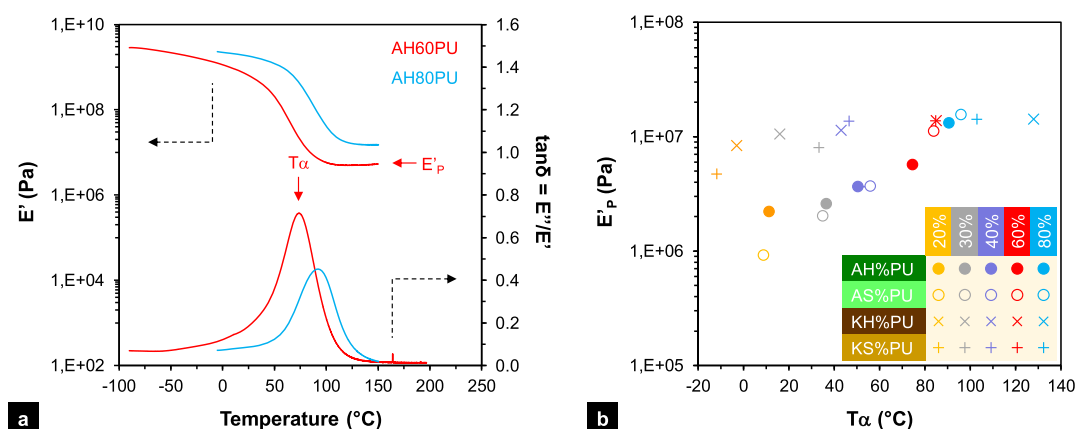 1,E+10
1,E+08
1,E+06
1,E+04
1,E+02
E' (Pa)
-100
-50
0
50
100
150
200
250
Temperature (°C)
1.6
1.4
1.2
1.0
0.8
0.6
0.4
0.2
0.0
tanδ = E''/E'
AH60PU
AH80PU
Tα
E'P
a
1,E+08
1,E+07
1,E+06
1,E+05
E'P (Pa)
-20
0
20
40
60
80
100
120
140
Tα (°C)
20%
30%
40%
60%
80%
AH%PU
AS%PU
KH%PU
KS%PU
b